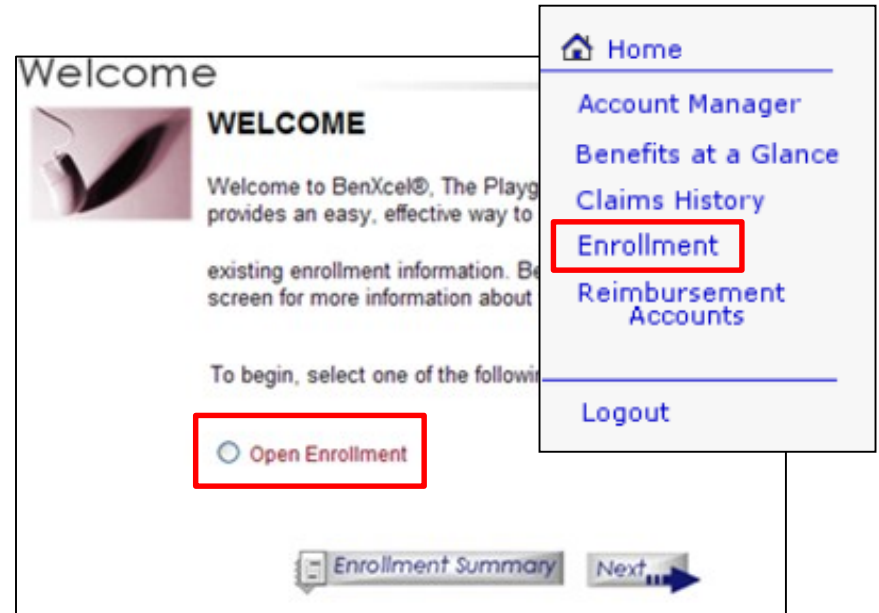 Welcome
WELCOME
Welcome to BenXcel®, The Playg
provides an easy, effective way to
existing enrollment information. Be
screen for more information about
To begin, select one of the followin
Open Enrollment
Enrollment Summary
Next
Home
Account Manager
Benefits at a Glance
Claims History
Enrollment
Reimbursement
Accounts
Logout